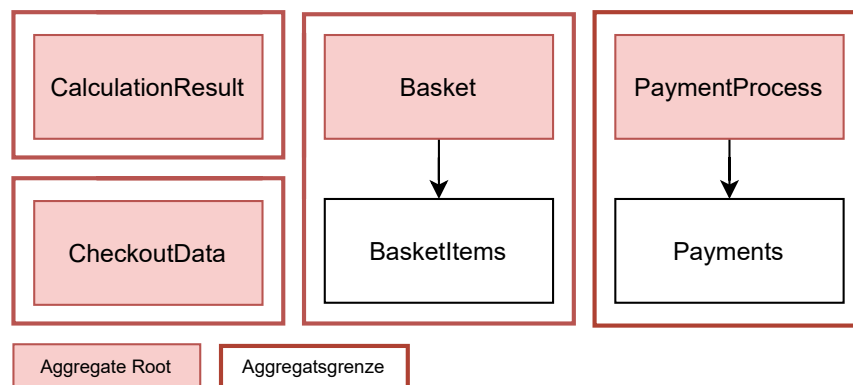 CalculationResult
Basket
PaymentProcess
CheckoutData
BasketItems
Payments
Aggregate Root
Aggregatsgrenze